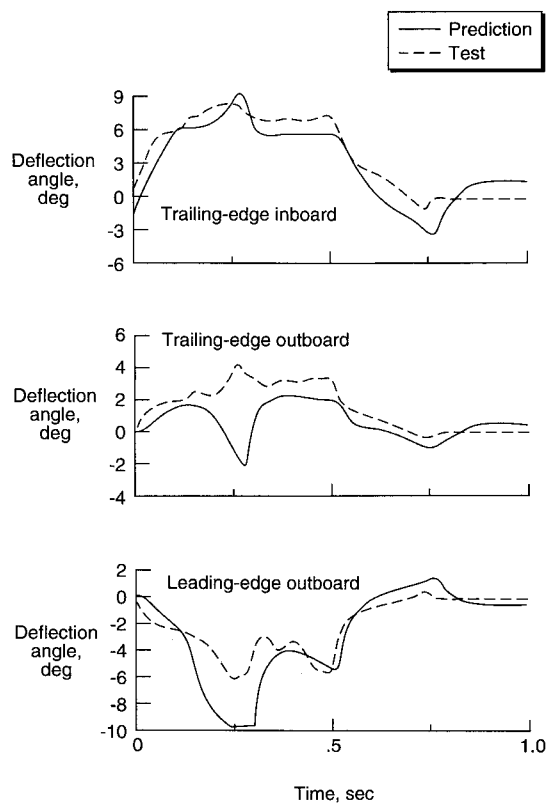 Prediction
Test
9
6
3
0
-3
-6
Deflection
angle,
deg
Trailing-edge inboard
6
4
2
0
-2
-4
Deflection
angle,
deg
Trailing-edge outboard
2
0
-2
-4
-6
-8
-10
Deflection
angle,
deg
Leading-edge outboard
0
.5
1.0
Time, sec